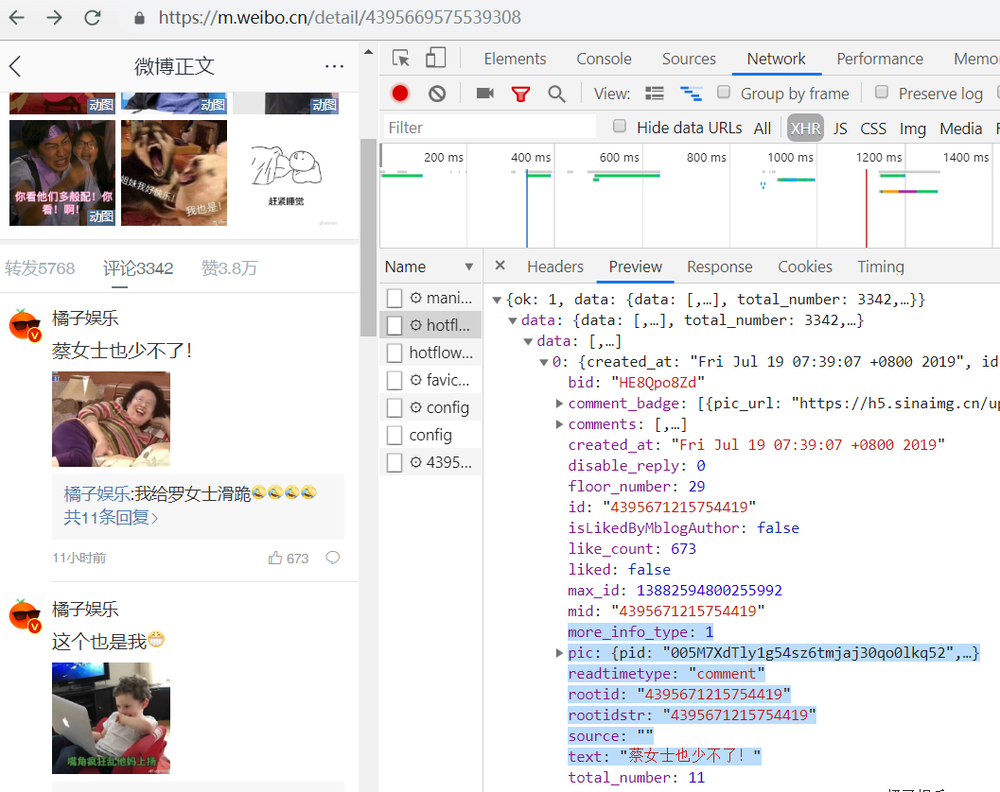 https://m.weibo.cn/detail/4395669575539308
微博正文
动图
动图
动图
你看他们多般配！你看！啊！
动图
姐妹我好快乐！
我也是！
赶紧睡觉
转发5768 评论3342 赞3.8万
橘子娱乐
蔡女士也少不了！
橘子娱乐:我给罗女士滑跪
共11条回复>
11小时前 673
橘子娱乐
这个也是我
嘴角疯狂乱他妈上扬
Elements Console Sources Network Performance Memo
View: Group by frame Preserve log
Filter Hide data URLs All XHR JS CSS Img Media F
200 ms 400 ms 600 ms 800 ms 1000 ms 1200 ms 1400 ms
Name
mani...
hotfl...
hotflow...
favic...
config
config
4395...
× Headers Preview Response Cookies Timing
{ok: 1, data: {data: [,…], total_number: 3342,…}}
data: {data: [,…], total_number: 3342,…}
data: [,…]
0: {created_at: "Fri Jul 19 07:39:07 +0800 2019", id
bid: "HE8Qpo8Zd"
comment_badge: [{pic_url: "https://h5.sinaimg.cn/up
comments: [,…]
created_at: "Fri Jul 19 07:39:07 +0800 2019"
disable_reply: 0
floor_number: 29
id: "4395671215754419"
isLikedByMblogAuthor: false
like_count: 673
liked: false
max_id: 13882594800255992
mid: "4395671215754419"
more_info_type: 1
pic: {pid: "005M7XdTly1g54sz6tmjaj30qo0lkq52",…}
readtimetype: "comment"
rootid: "4395671215754419"
rootidstr: "4395671215754419"
source: ""
text: "蔡女士也少不了！"
total_number: 11